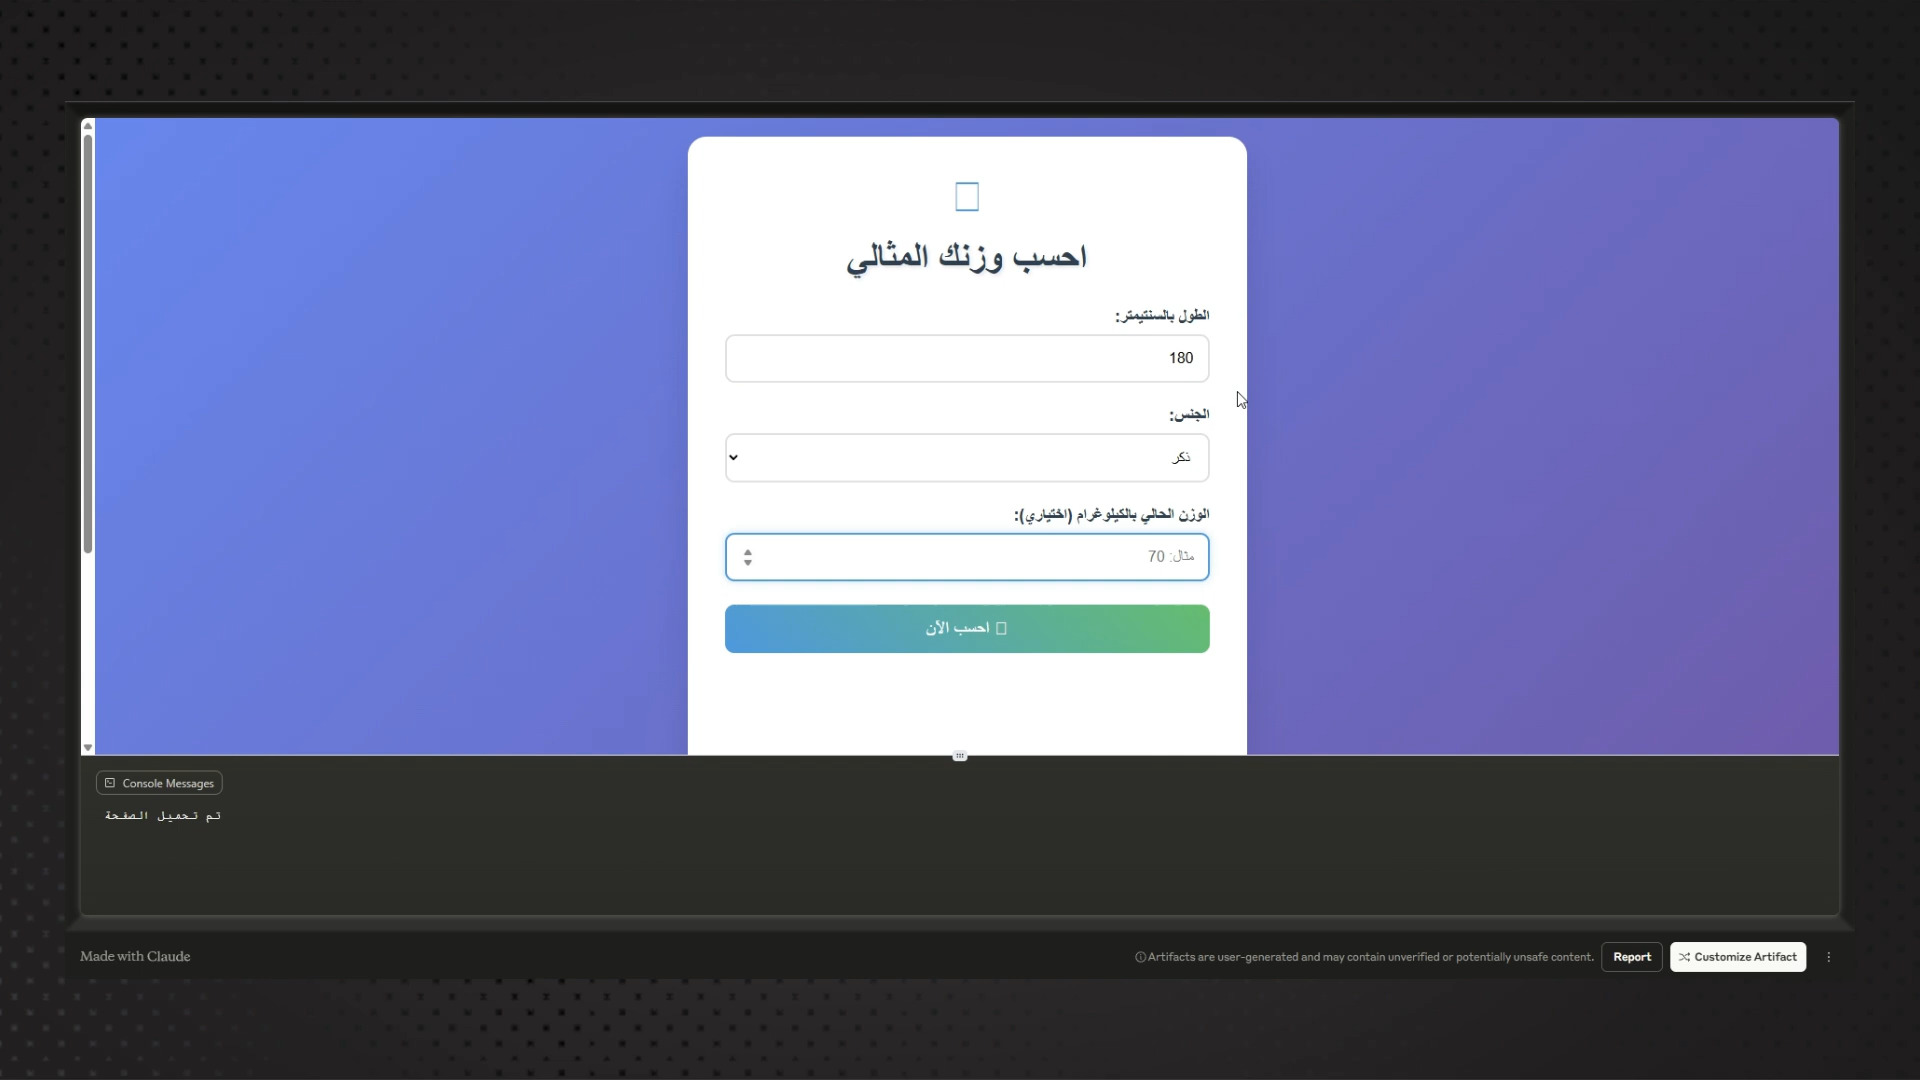 احسب وزنك المثالي
الطول بالسنتيمتر:
180
الجنس:
ذكر
الوزن الحالي بالكيلوغرام (اختياري):
مثال: 70
احسب الآن
Console Messages
تم تحميل الصفحة
Made with Claude
Artifacts are user-generated and may contain unverified or potentially unsafe content.
Report
Customize Artifact